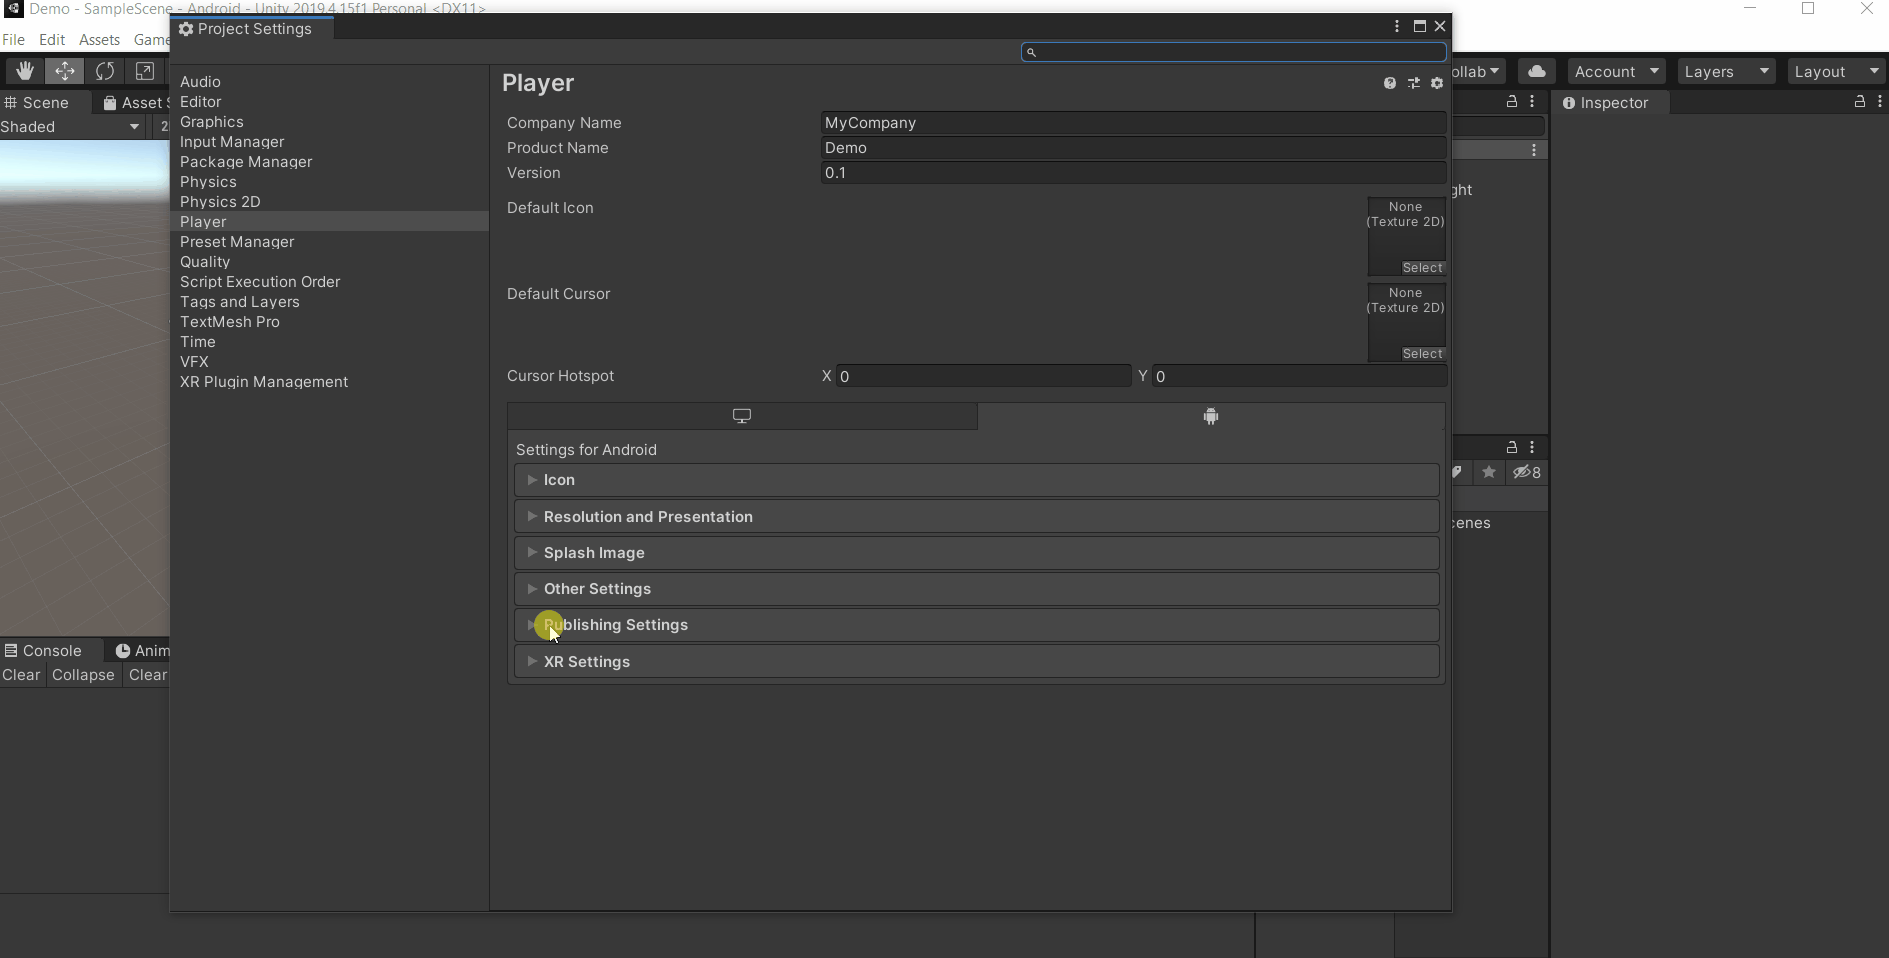 Demo - SampleScene - Android - Unity 2019.4.15f1 Personal <DX11>
File Edit Assets Game
Project Settings
ollab Account Layers Layout
Scene Asset S
Inspector
Shaded 2
Audio
Editor
Graphics
Input Manager
Package Manager
Physics
Physics 2D
Player
Preset Manager
Quality
Script Execution Order
Tags and Layers
TextMesh Pro
Time
VFX
XR Plugin Management
Player
Company Name MyCompany
Product Name Demo
Version 0.1
Default Icon
None
(Texture 2D)
Select
Default Cursor
None
(Texture 2D)
Select
Cursor Hotspot X 0 Y 0
Settings for Android
Icon
Resolution and Presentation
Splash Image
Other Settings
Publishing Settings
XR Settings
ght
8
cenes
Console Anim
Clear Collapse Clear